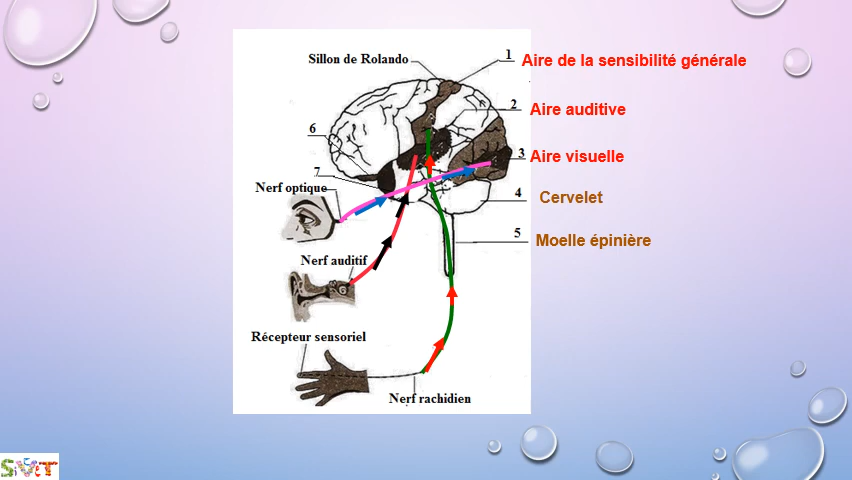 Sillon de Rolando
1 Aire de la sensibilité générale
2 Aire auditive
6
3 Aire visuelle
7
Nerf optique
4 Cervelet
5 Moelle épinière
Nerf auditif
Récepteur sensoriel
Nerf rachidien
SiVeT